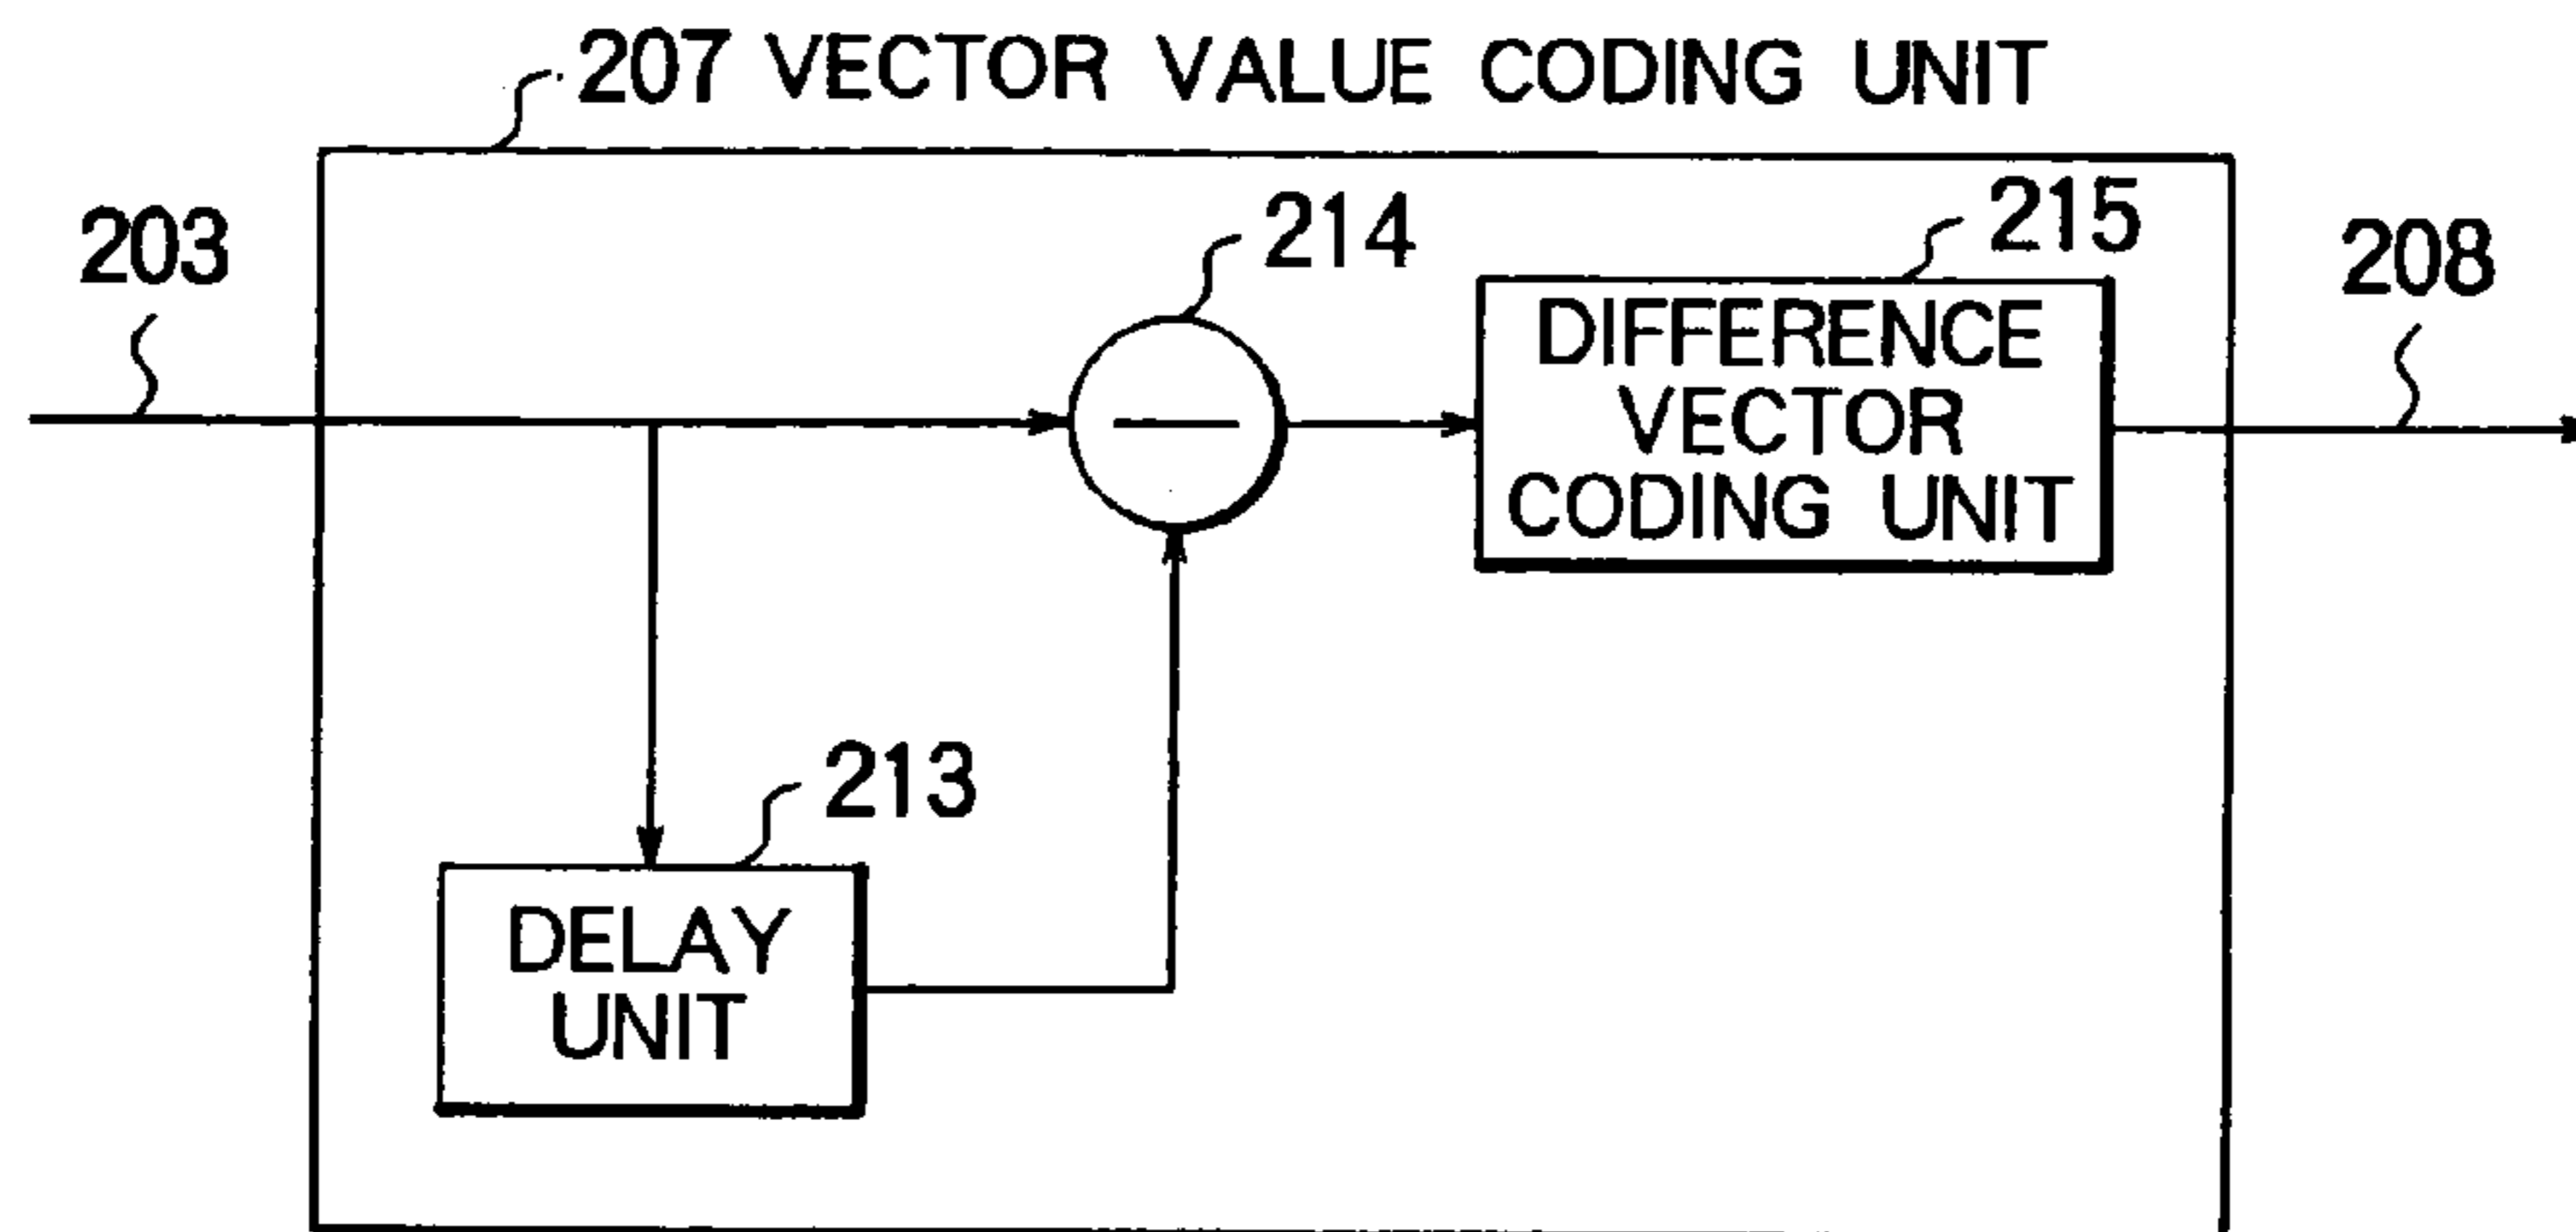 207 VECTOR VALUE CODING UNIT
203
214
215
208
DIFFERENCE
VECTOR
CODING UNIT
213
DELAY
UNIT